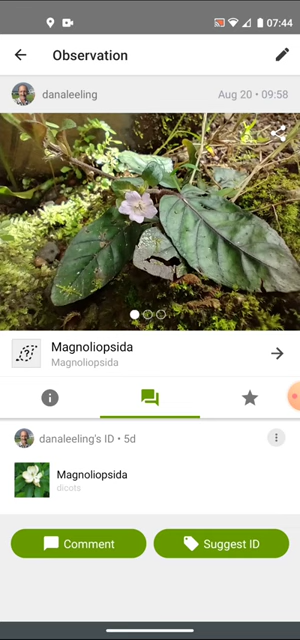 07:44
Observation
danaleeling Aug 20 • 09:58
Magnoliopsida
Magnoliopsida
danaleeling's ID • 5d
Magnoliopsida
dicots
Comment Suggest ID